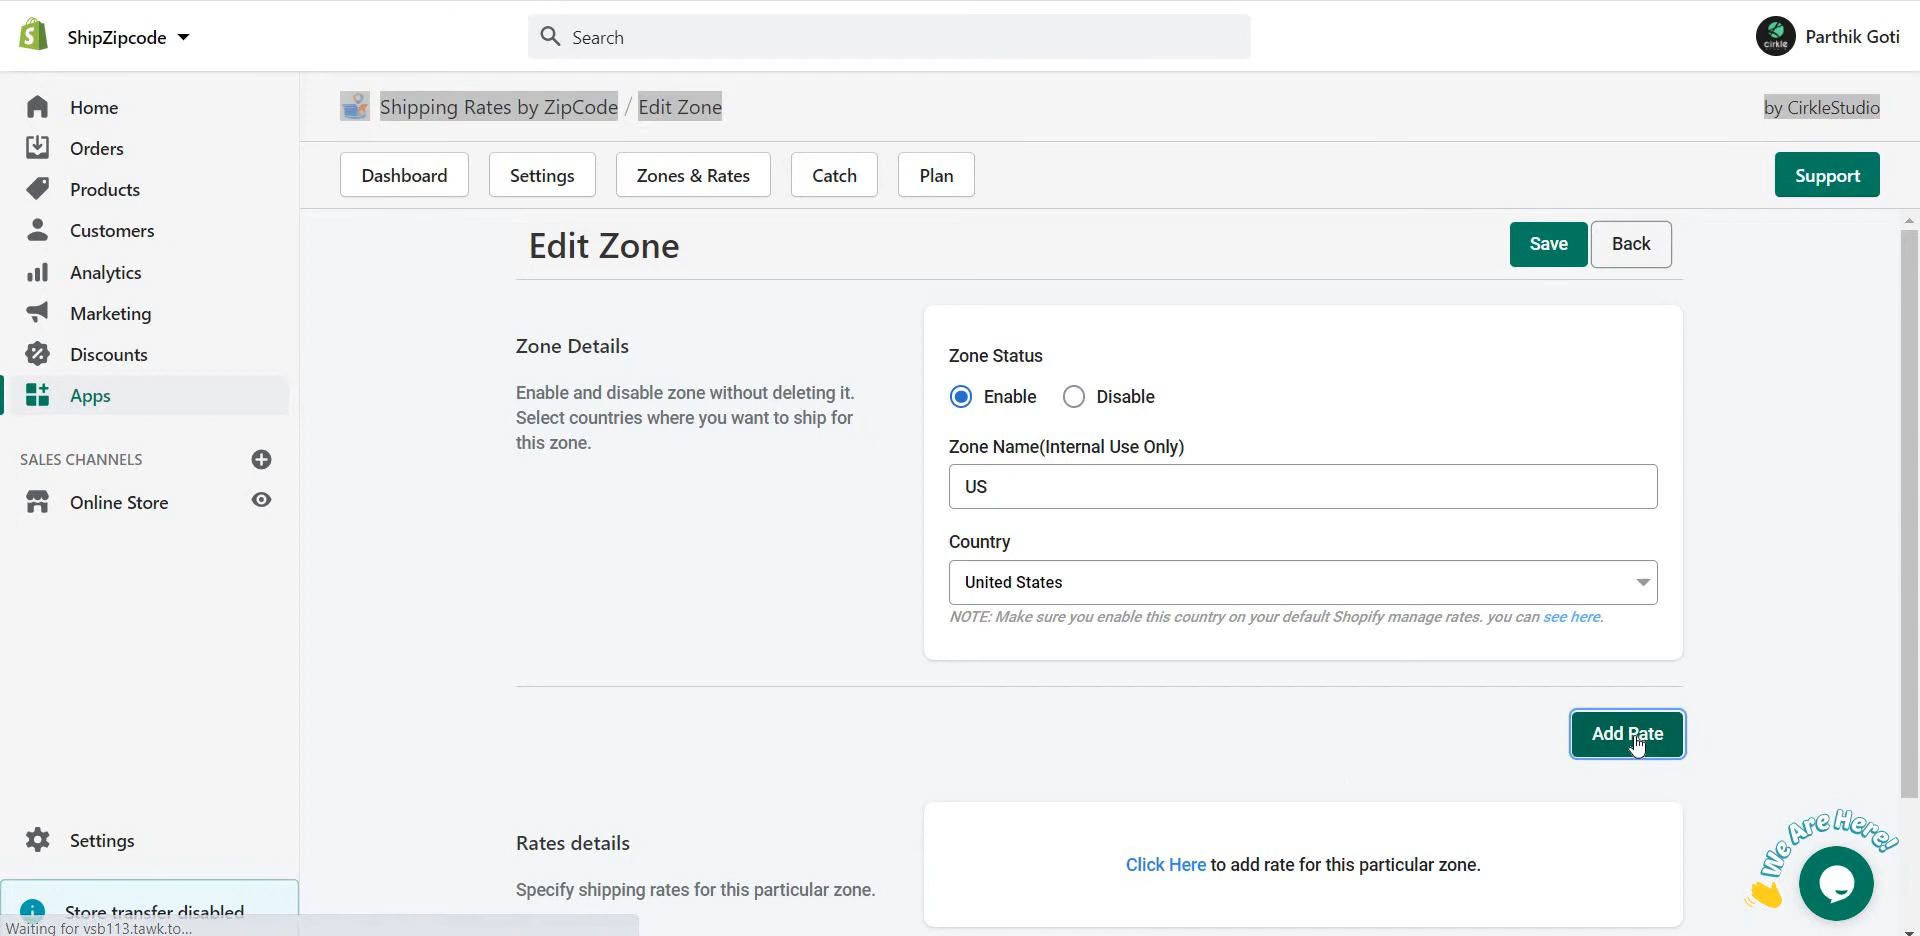 ShipZipcode
Search
Parthik Goti
Home
Orders
Products
Customers
Analytics
Marketing
Discounts
Apps
SALES CHANNELS
Online Store
Settings
Store transfer disabled
Waiting for vsb113.tawk.to...
Shipping Rates by ZipCode / Edit Zone
by CirkleStudio
Dashboard
Settings
Zones & Rates
Catch
Plan
Support
Edit Zone
Save
Back
Zone Details
Enable and disable zone without deleting it.
Select countries where you want to ship for
this zone.
Zone Status
Enable
Disable
Zone Name(Internal Use Only)
US
Country
United States
NOTE: Make sure you enable this country on your default Shopify manage rates. you can see here.
Add Rate
Rates details
Specify shipping rates for this particular zone.
Click Here to add rate for this particular zone.
We Are Here!
cirkle